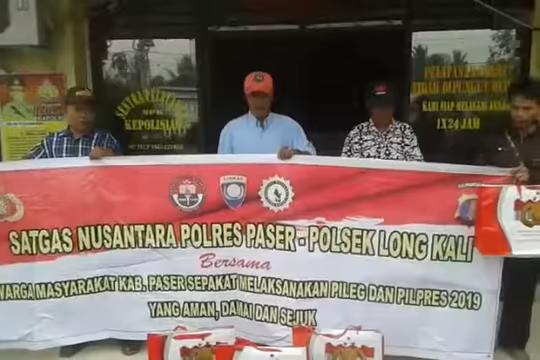 SENTRA PELAYANAN
KEPOLISIAN
KAMI SIAP MELAYANI ANDA
1X24 JAM
LINMAS
SATGAS NUSANTARA POLRES PASER - POLSEK LONG KALI
Bersama
WARGA MASYARAKAT KAB. PASER SEPAKAT MELAKSANAKAN PILEG DAN PILPRES 2019
YANG AMAN, DAMAI DAN SEJUK